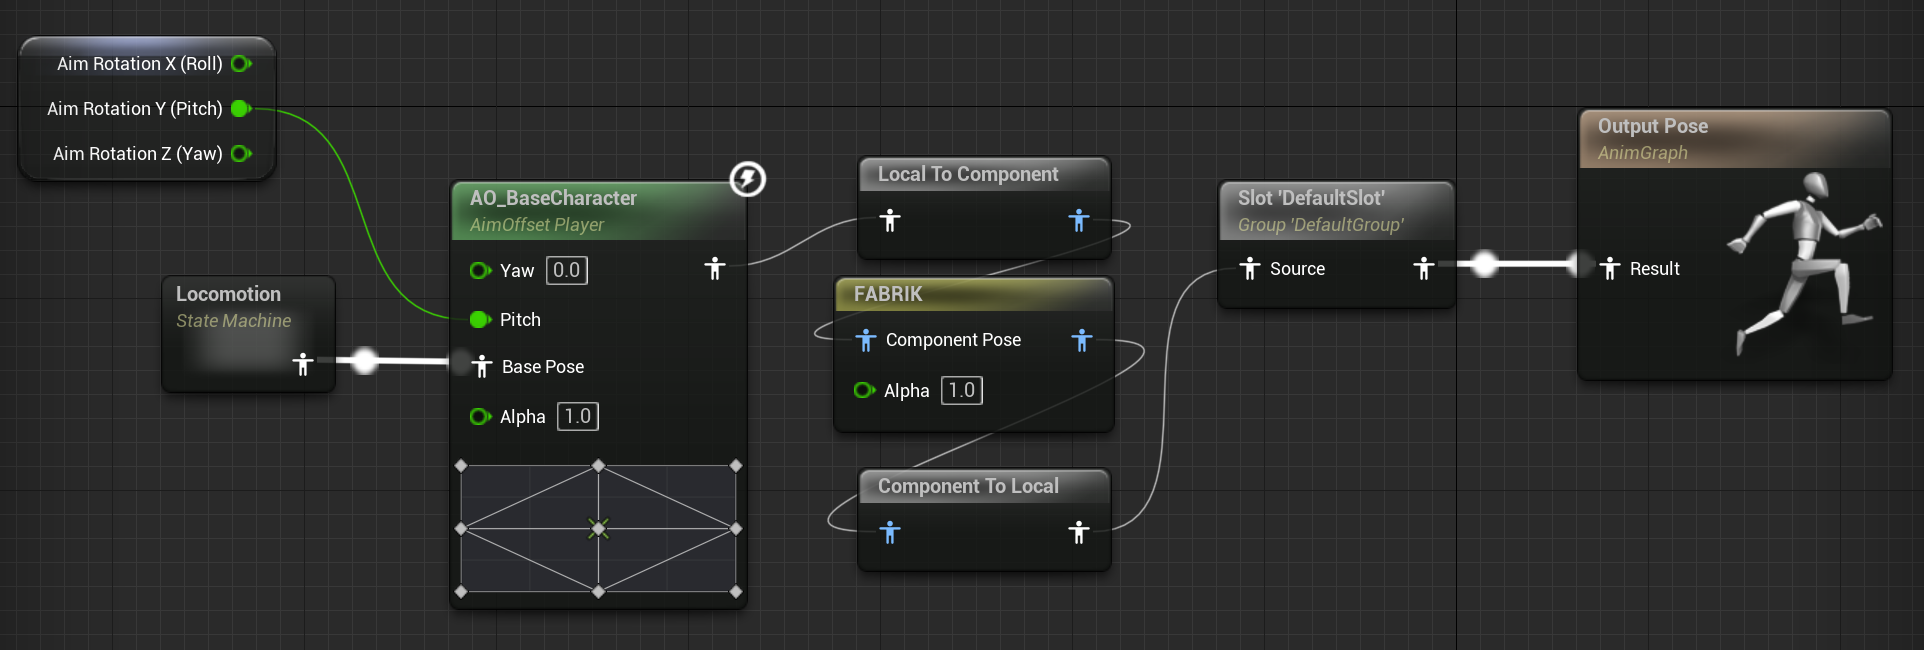 Aim Rotation X (Roll)
Aim Rotation Y (Pitch)
Aim Rotation Z (Yaw)
Locomotion
State Machine
AO_BaseCharacter
AimOffset Player
Yaw 0.0
Pitch
Base Pose
Alpha 1.0
Local To Component
FABRIK
Component Pose
Alpha 1.0
Component To Local
Slot 'DefaultSlot'
Group 'DefaultGroup'
Source
Output Pose
AnimGraph
Result